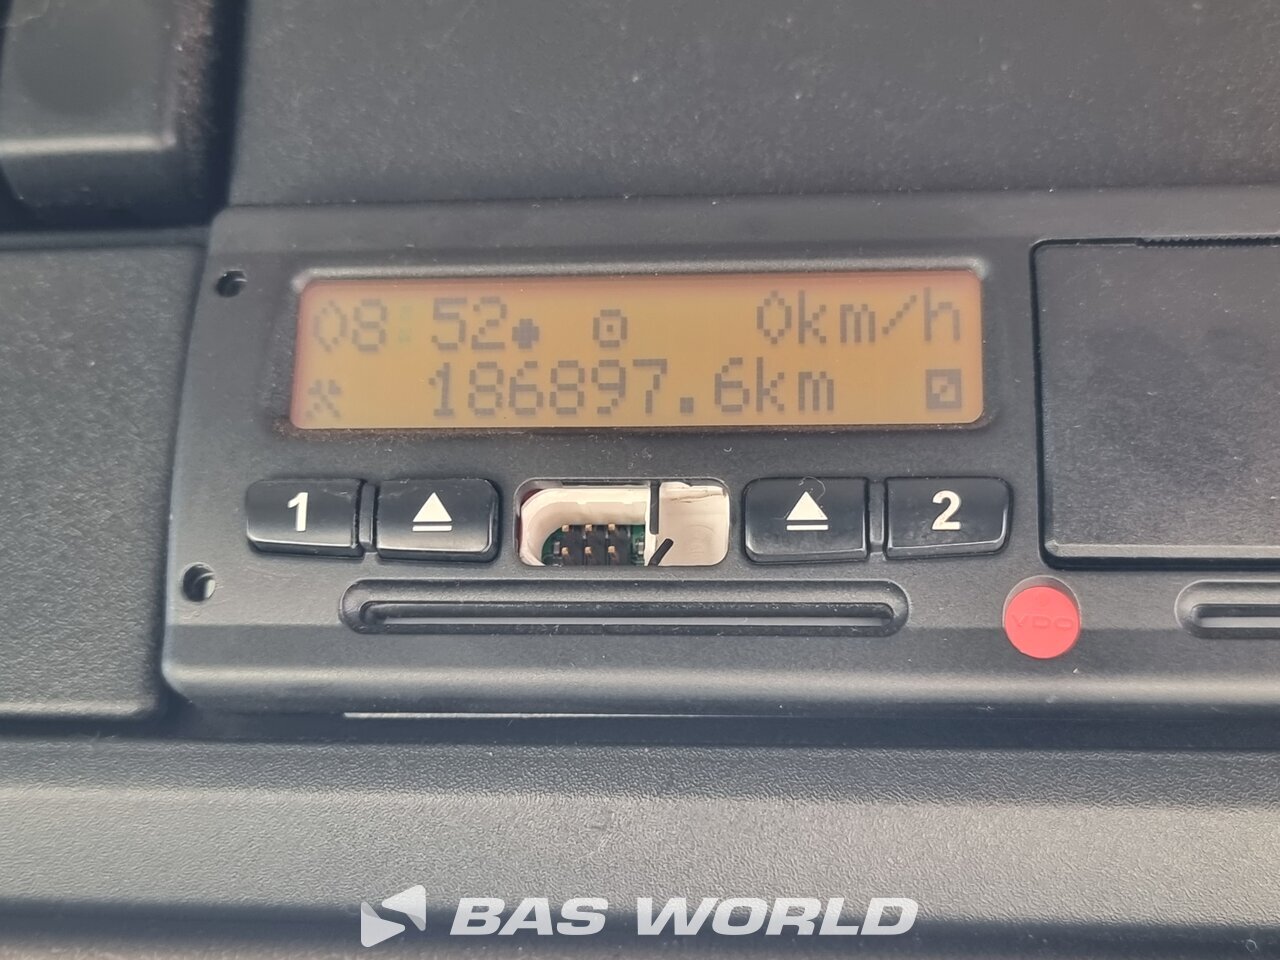 08:52 0km/h
186897.6km
1 2
VDO
BAS WORLD